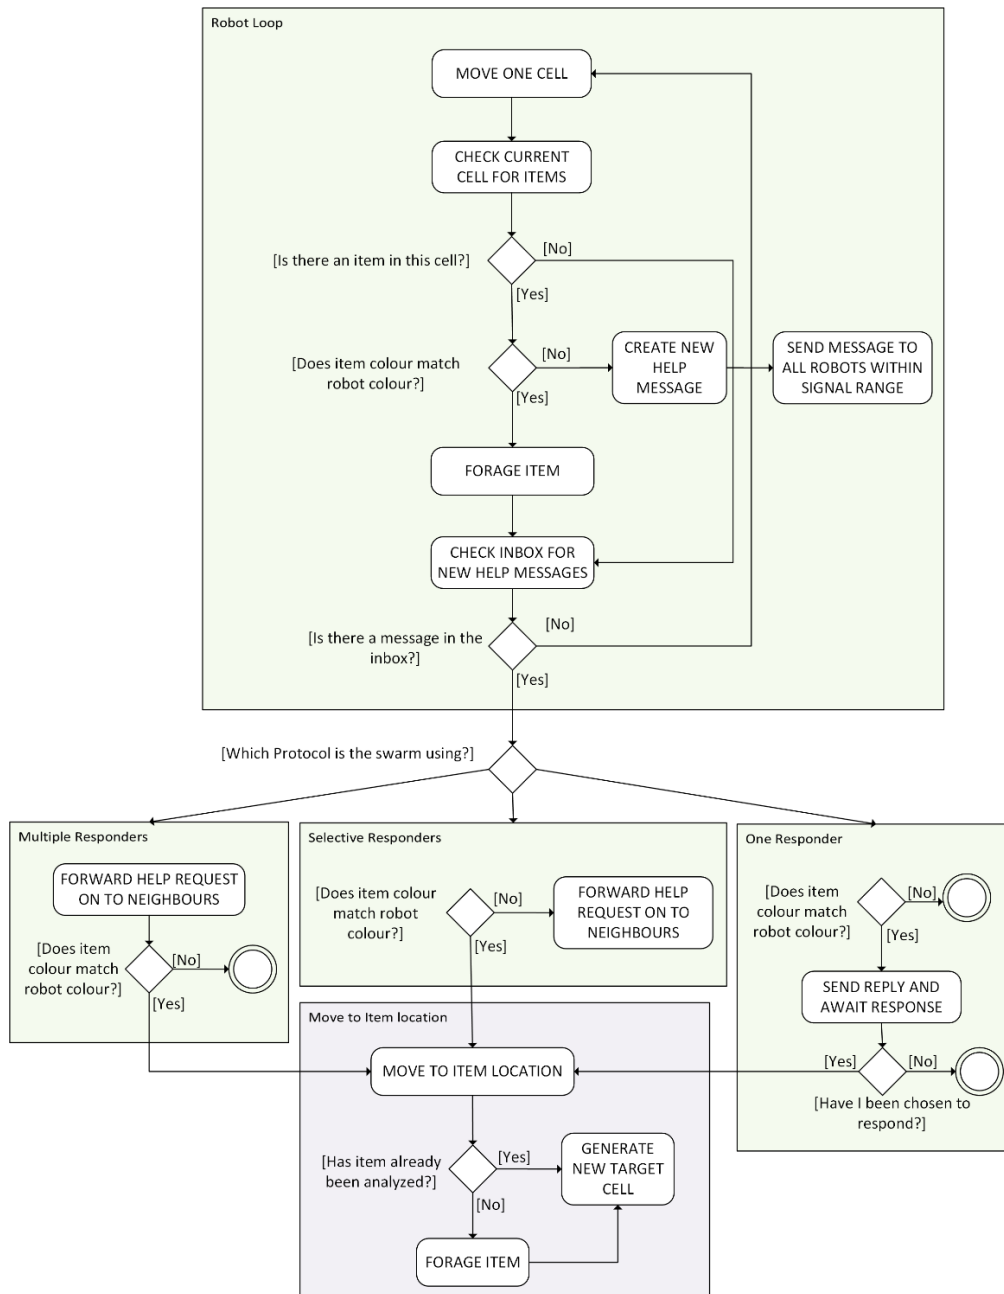 Robot Loop
MOVE ONE CELL
CHECK CURRENT
CELL FOR ITEMS
[Is there an item in this cell?]
[No]
[Yes]
[Does item colour match
robot colour?]
[No]
[Yes]
CREATE NEW
HELP
MESSAGE
SEND MESSAGE TO
ALL ROBOTS WITHIN
SIGNAL RANGE
FORAGE ITEM
CHECK INBOX FOR
NEW HELP MESSAGES
[Is there a message in the
inbox?]
[No]
[Yes]
[Which Protocol is the swarm using?]
Multiple Responders
FORWARD HELP REQUEST
ON TO NEIGHBOURS
[Does item
colour match
robot colour?]
[No]
[Yes]
Selective Responders
[Does item colour
match robot
colour?]
[No]
[Yes]
FORWARD HELP
REQUEST ON TO
NEIGHBOURS
One Responder
[Does item
colour match
robot colour?]
[No]
[Yes]
SEND REPLY AND
AWAIT RESPONSE
[Yes]
[No]
[Have I been chosen to
respond?]
Move to Item location
MOVE TO ITEM LOCATION
[Has item already
been analyzed?]
[Yes]
[No]
GENERATE
NEW TARGET
CELL
FORAGE ITEM